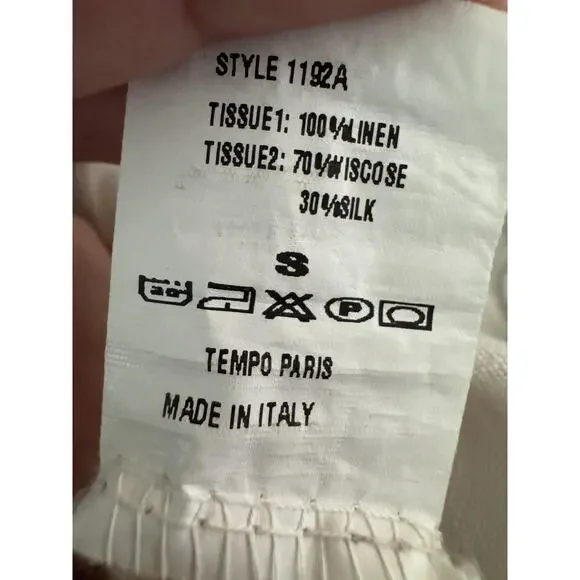 STYLE 1192A
TISSUE1: 100%LINEN
TISSUE2: 70%VISCOSE
30%SILK
S
P
TEMPO PARIS
MADE IN ITALY